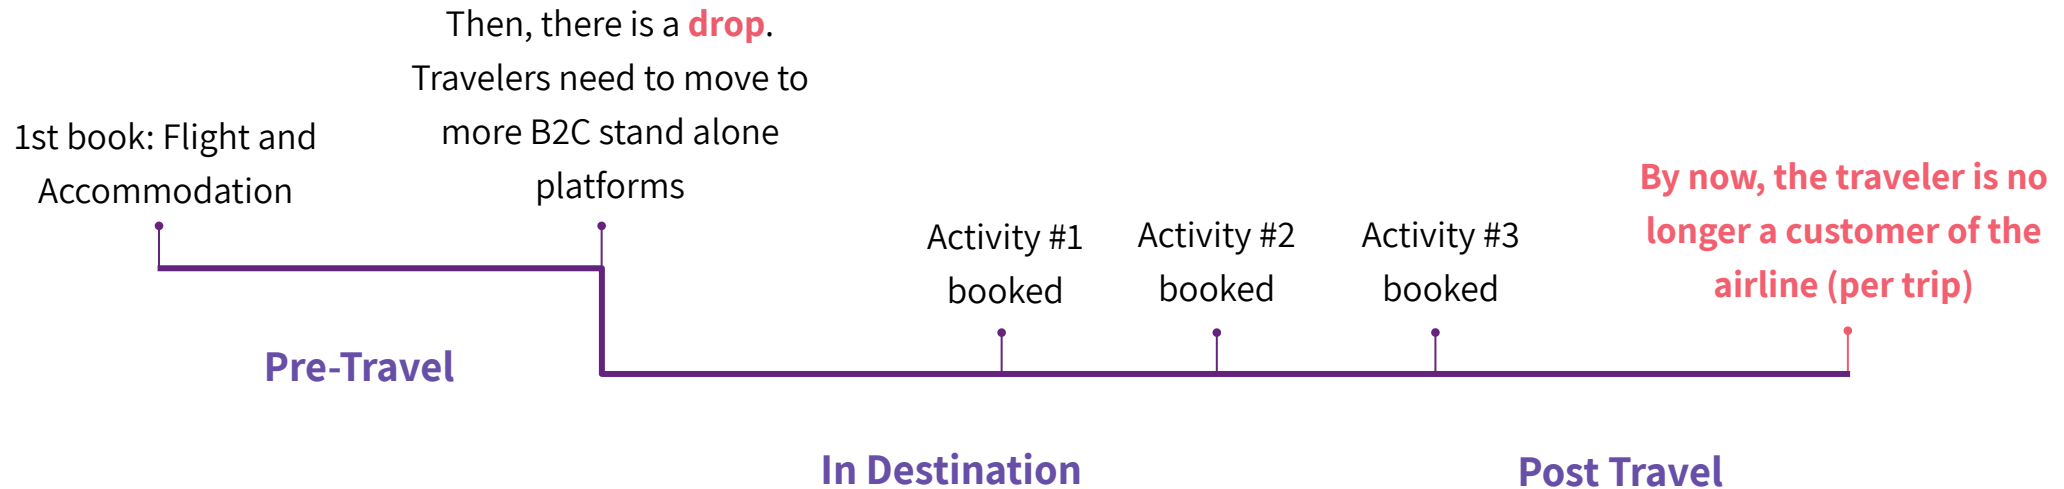 1st book: Flight and
Accommodation
Then, there is a drop.
Travelers need to move to
more B2C stand alone
platforms
Activity #1
booked
Activity #2
booked
Activity #3
booked
By now, the traveler is no
longer a customer of the
airline (per trip)
Pre-Travel
In Destination
Post Travel